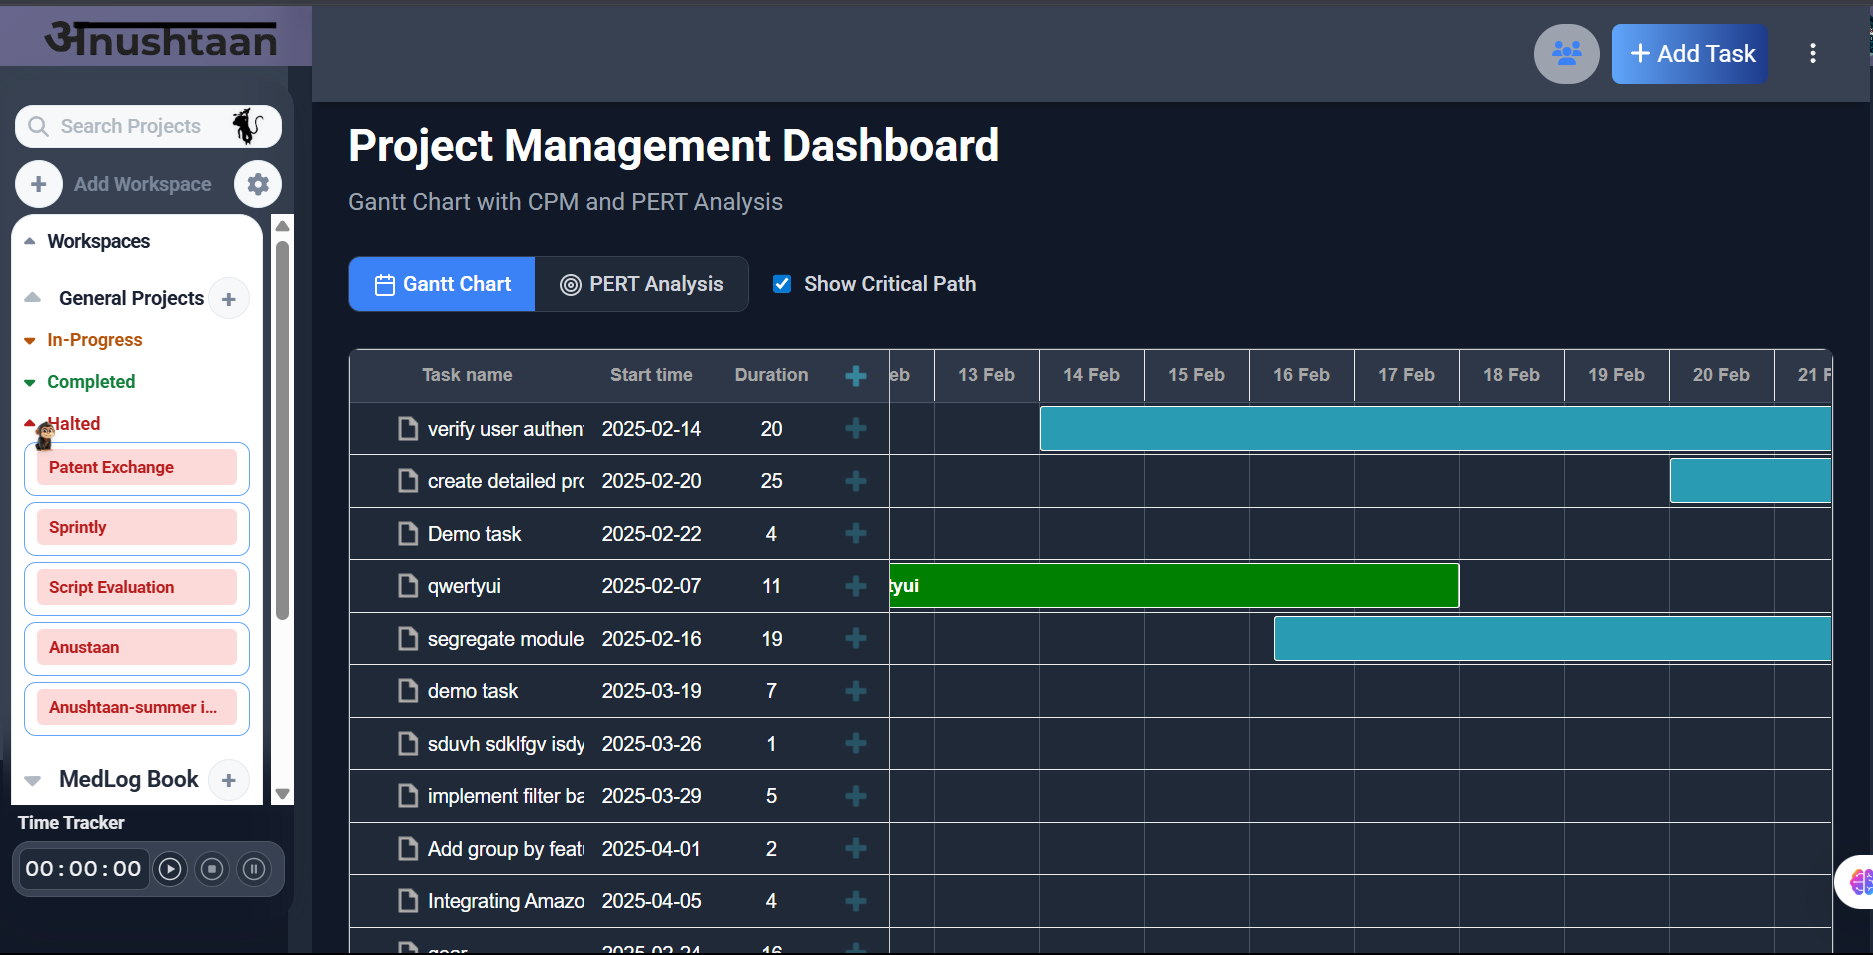 अnushtaan
Search Projects
Add Workspace
Workspaces
General Projects
In-Progress
Completed
Halted
Patent Exchange
Sprintly
Script Evaluation
Anustaan
Anushtaan-summer i...
MedLog Book
Time Tracker
00:00:00
Add Task
Project Management Dashboard
Gantt Chart with CPM and PERT Analysis
Gantt Chart
PERT Analysis
Show Critical Path
Task name Start time Duration eb 13 Feb 14 Feb 15 Feb 16 Feb 17 Feb 18 Feb 19 Feb 20 Feb 21 F
verify user authen 2025-02-14 20
create detailed pro 2025-02-20 25
Demo task 2025-02-22 4
qwertyui 2025-02-07 11 tyui
segregate module 2025-02-16 19
demo task 2025-03-19 7
sduvh sdklfgv isdy 2025-03-26 1
implement filter ba 2025-03-29 5
Add group by feat 2025-04-01 2
Integrating Amazo 2025-04-05 4
gear 2025-02-24 16